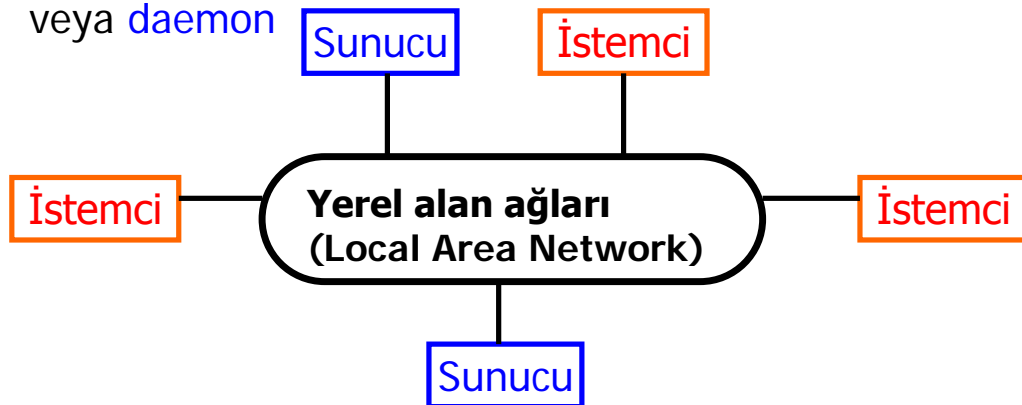 veya daemon
Sunucu
İstemci
İstemci
Yerel alan ağları
(Local Area Network)
İstemci
Sunucu